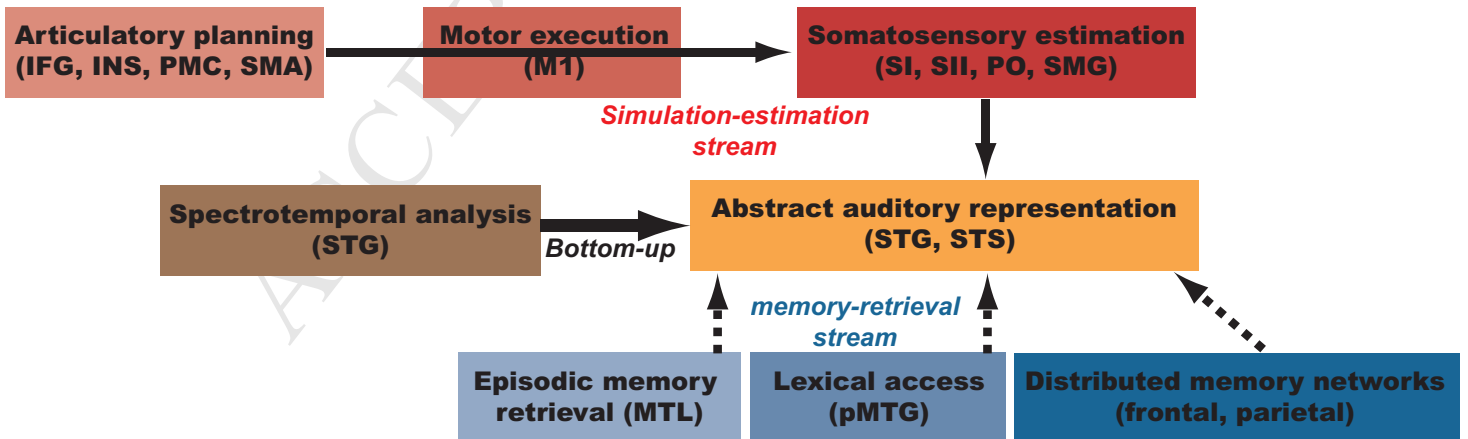 Articulatory planning
(IFG, INS, PMC, SMA)
Motor execution
(M1)
Somatosensory estimation
(SI, SII, PO, SMG)
Simulation-estimation
stream
Spectrotemporal analysis
(STG)
Bottom-up
Abstract auditory representation
(STG, STS)
memory-retrieval
stream
Episodic memory
retrieval (MTL)
Lexical access
(pMTG)
Distributed memory networks
(frontal, parietal)